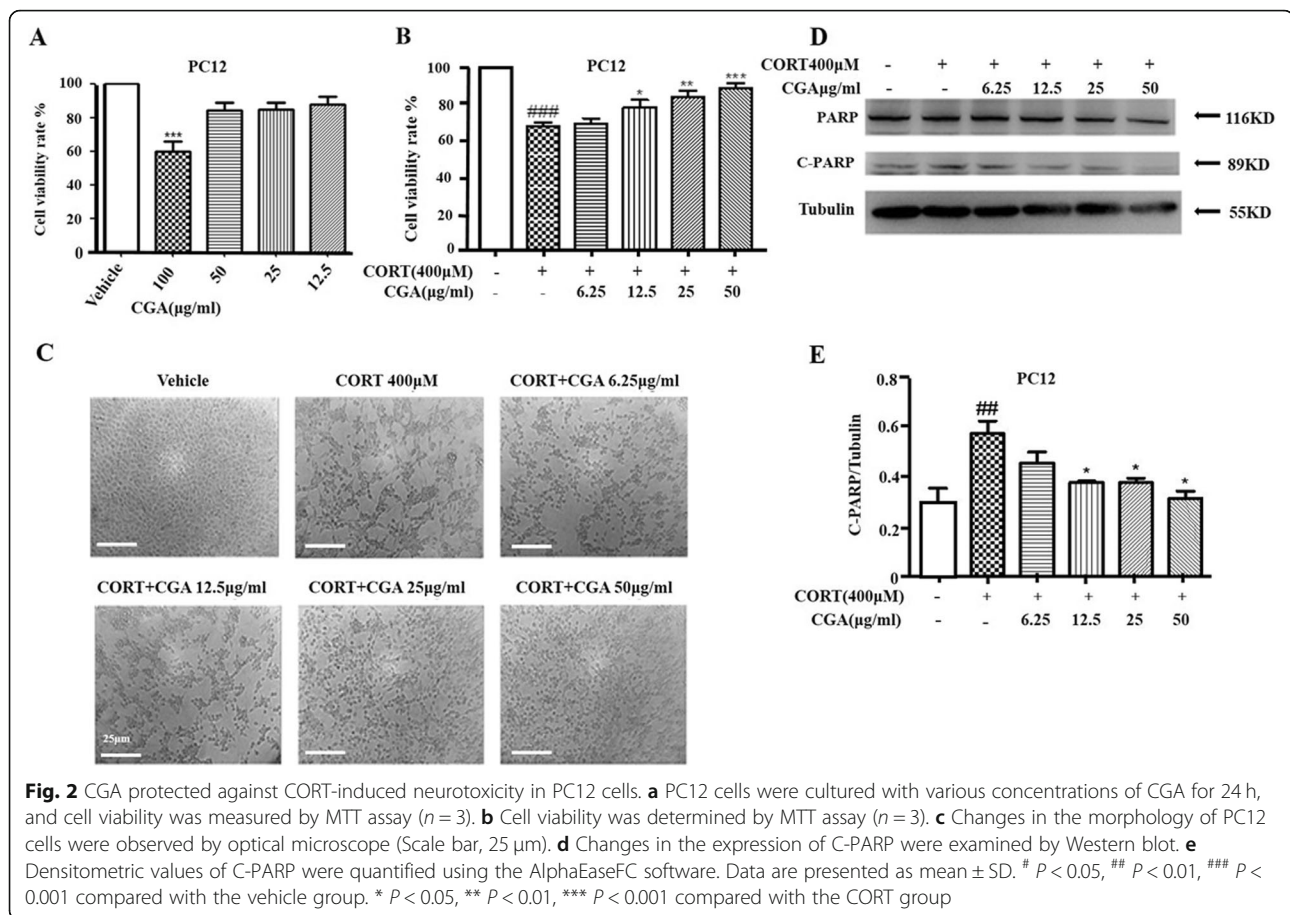 A
PC12
Cell viability rate %
100
80
60
40
20
0
***
Vehicle
100
50
25
12.5
CGA(μg/ml)
B
PC12
Cell viability rate %
100
80
60
40
20
0
###
*
**
***
CORT(400μM) - + + + + +
CGA(μg/ml) - - 6.25 12.5 25 50
D
CORT400μM - + + + + +
CGAμg/ml - - 6.25 12.5 25 50
PARP 116KD
C-PARP 89KD
Tubulin 55KD
C
Vehicle
CORT 400μM
CORT+CGA 6.25μg/ml
CORT+CGA 12.5μg/ml
CORT+CGA 25μg/ml
CORT+CGA 50μg/ml
25μm
E
PC12
C-PARP/Tubulin
0.8
0.6
0.4
0.2
0
##
*
*
*
CORT(400μM) - + + + + +
CGA(μg/ml) - - 6.25 12.5 25 50
Fig. 2 CGA protected against CORT-induced neurotoxicity in PC12 cells. a PC12 cells were cultured with various concentrations of CGA for 24 h,
and cell viability was measured by MTT assay (n = 3). b Cell viability was determined by MTT assay (n = 3). c Changes in the morphology of PC12
cells were observed by optical microscope (Scale bar, 25 μm). d Changes in the expression of C-PARP were examined by Western blot. e
Densitometric values of C-PARP were quantified using the AlphaEaseFC software. Data are presented as mean ± SD. # P < 0.05, ## P < 0.01, ### P <
0.001 compared with the vehicle group. * P < 0.05, ** P < 0.01, *** P < 0.001 compared with the CORT group